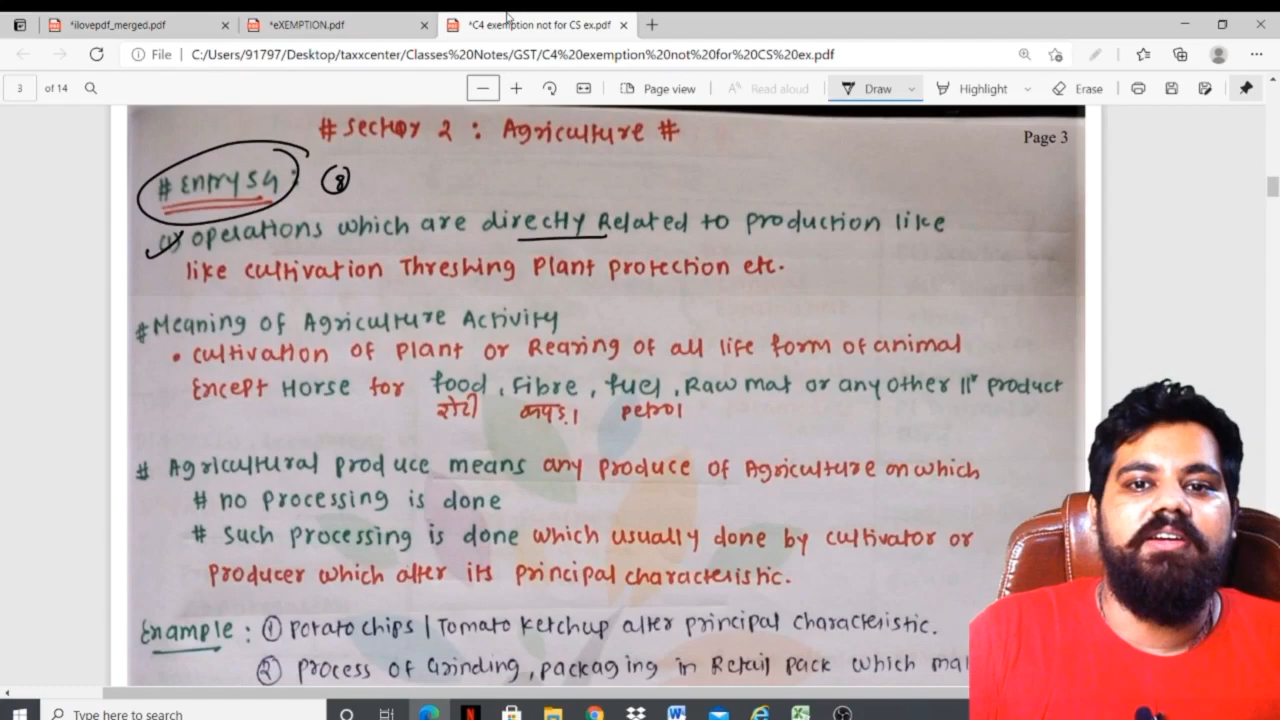 *ilovepdf_merged.pdf
*eXEMPTION.pdf
*C4 exemption not for CS ex.pdf
File C:/Users/91797/Desktop/taxxcenter/Classes%20Notes/GST/C4%20exemption%20not%20for%20CS%20ex.pdf
3 of 14
Page view
Read aloud
Draw
Highlight
Erase
# Sector 2 : Agriculture #
Page 3
# Entry 54 : ⑧
(i) operations which are directly Related to production like
like cultivation Threshing Plant protection etc.
# Meaning of Agriculture Activity
• cultivation of Plant or Rearing of all life form of animal
Except Horse for food, Fibre, fuel, Raw mat or any other || product
रोटी कपड़ा petrol
# Agricultural produce means any produce of Agriculture on which
# no processing is done
# Such processing is done which usually done by cultivator or
Producer which alter its principal characteristic.
Example : ① Potato chips | Tomato ketchup alter principal characteristic.
② Process of Grinding, packaging in Retail pack which
Type here to search